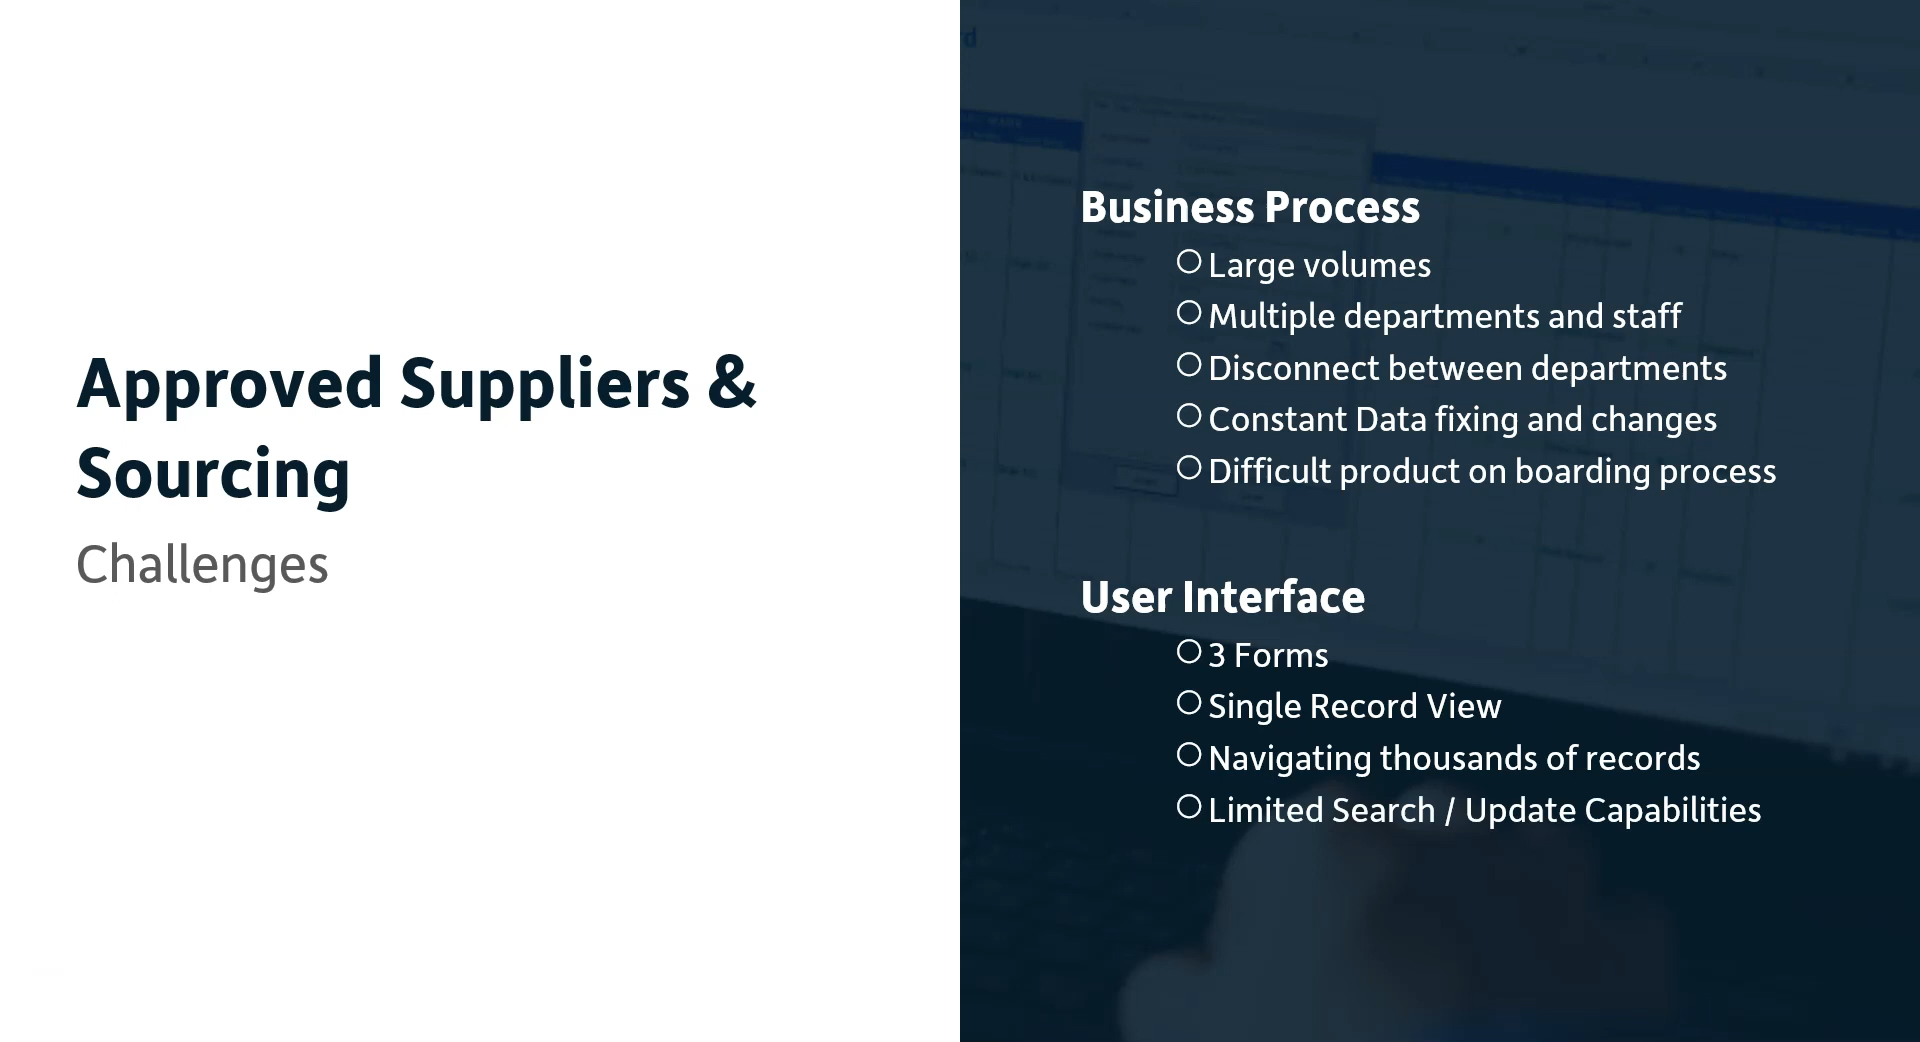 Approved Suppliers &
Sourcing
Challenges
Business Process
Large volumes
Multiple departments and staff
Disconnect between departments
Constant Data fixing and changes
Difficult product on boarding process
User Interface
3 Forms
Single Record View
Navigating thousands of records
Limited Search / Update Capabilities